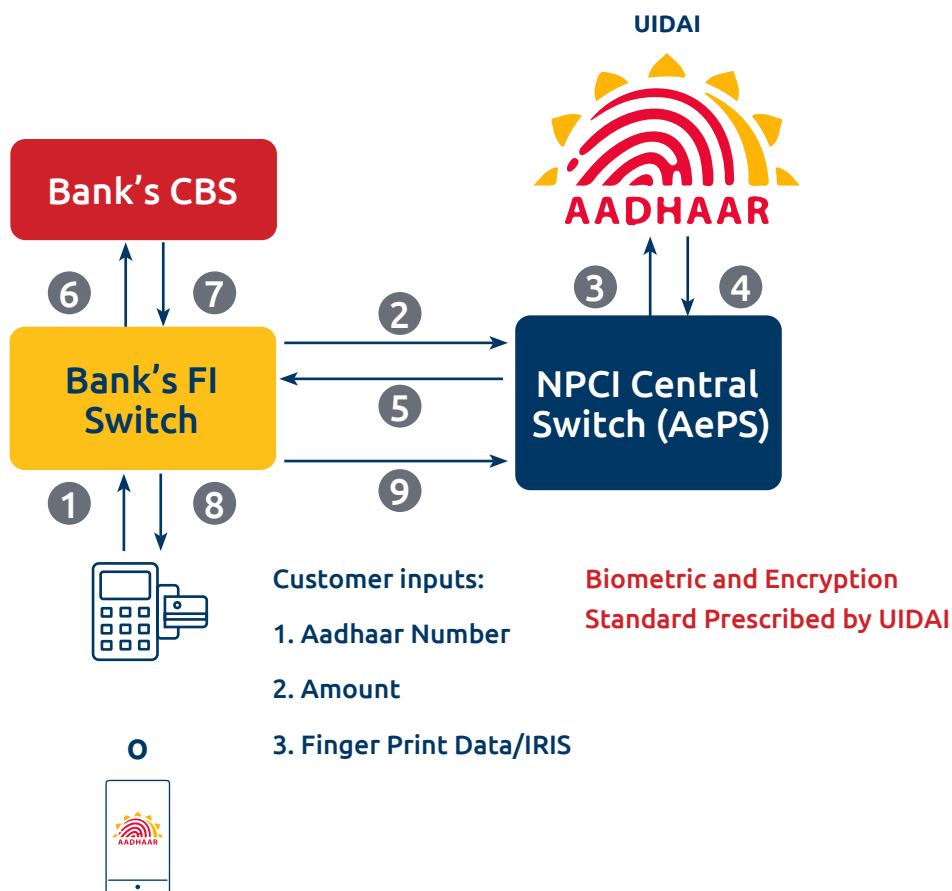 UIDAI
AADHAAR
Bank's CBS
6
7
3
4
2
Bank's FI
Switch
NPCI Central
Switch (AePS)
5
9
1
8
Customer inputs:
1. Aadhaar Number
2. Amount
3. Finger Print Data/IRIS
Biometric and Encryption
Standard Prescribed by UIDAI
o
AADHAAR